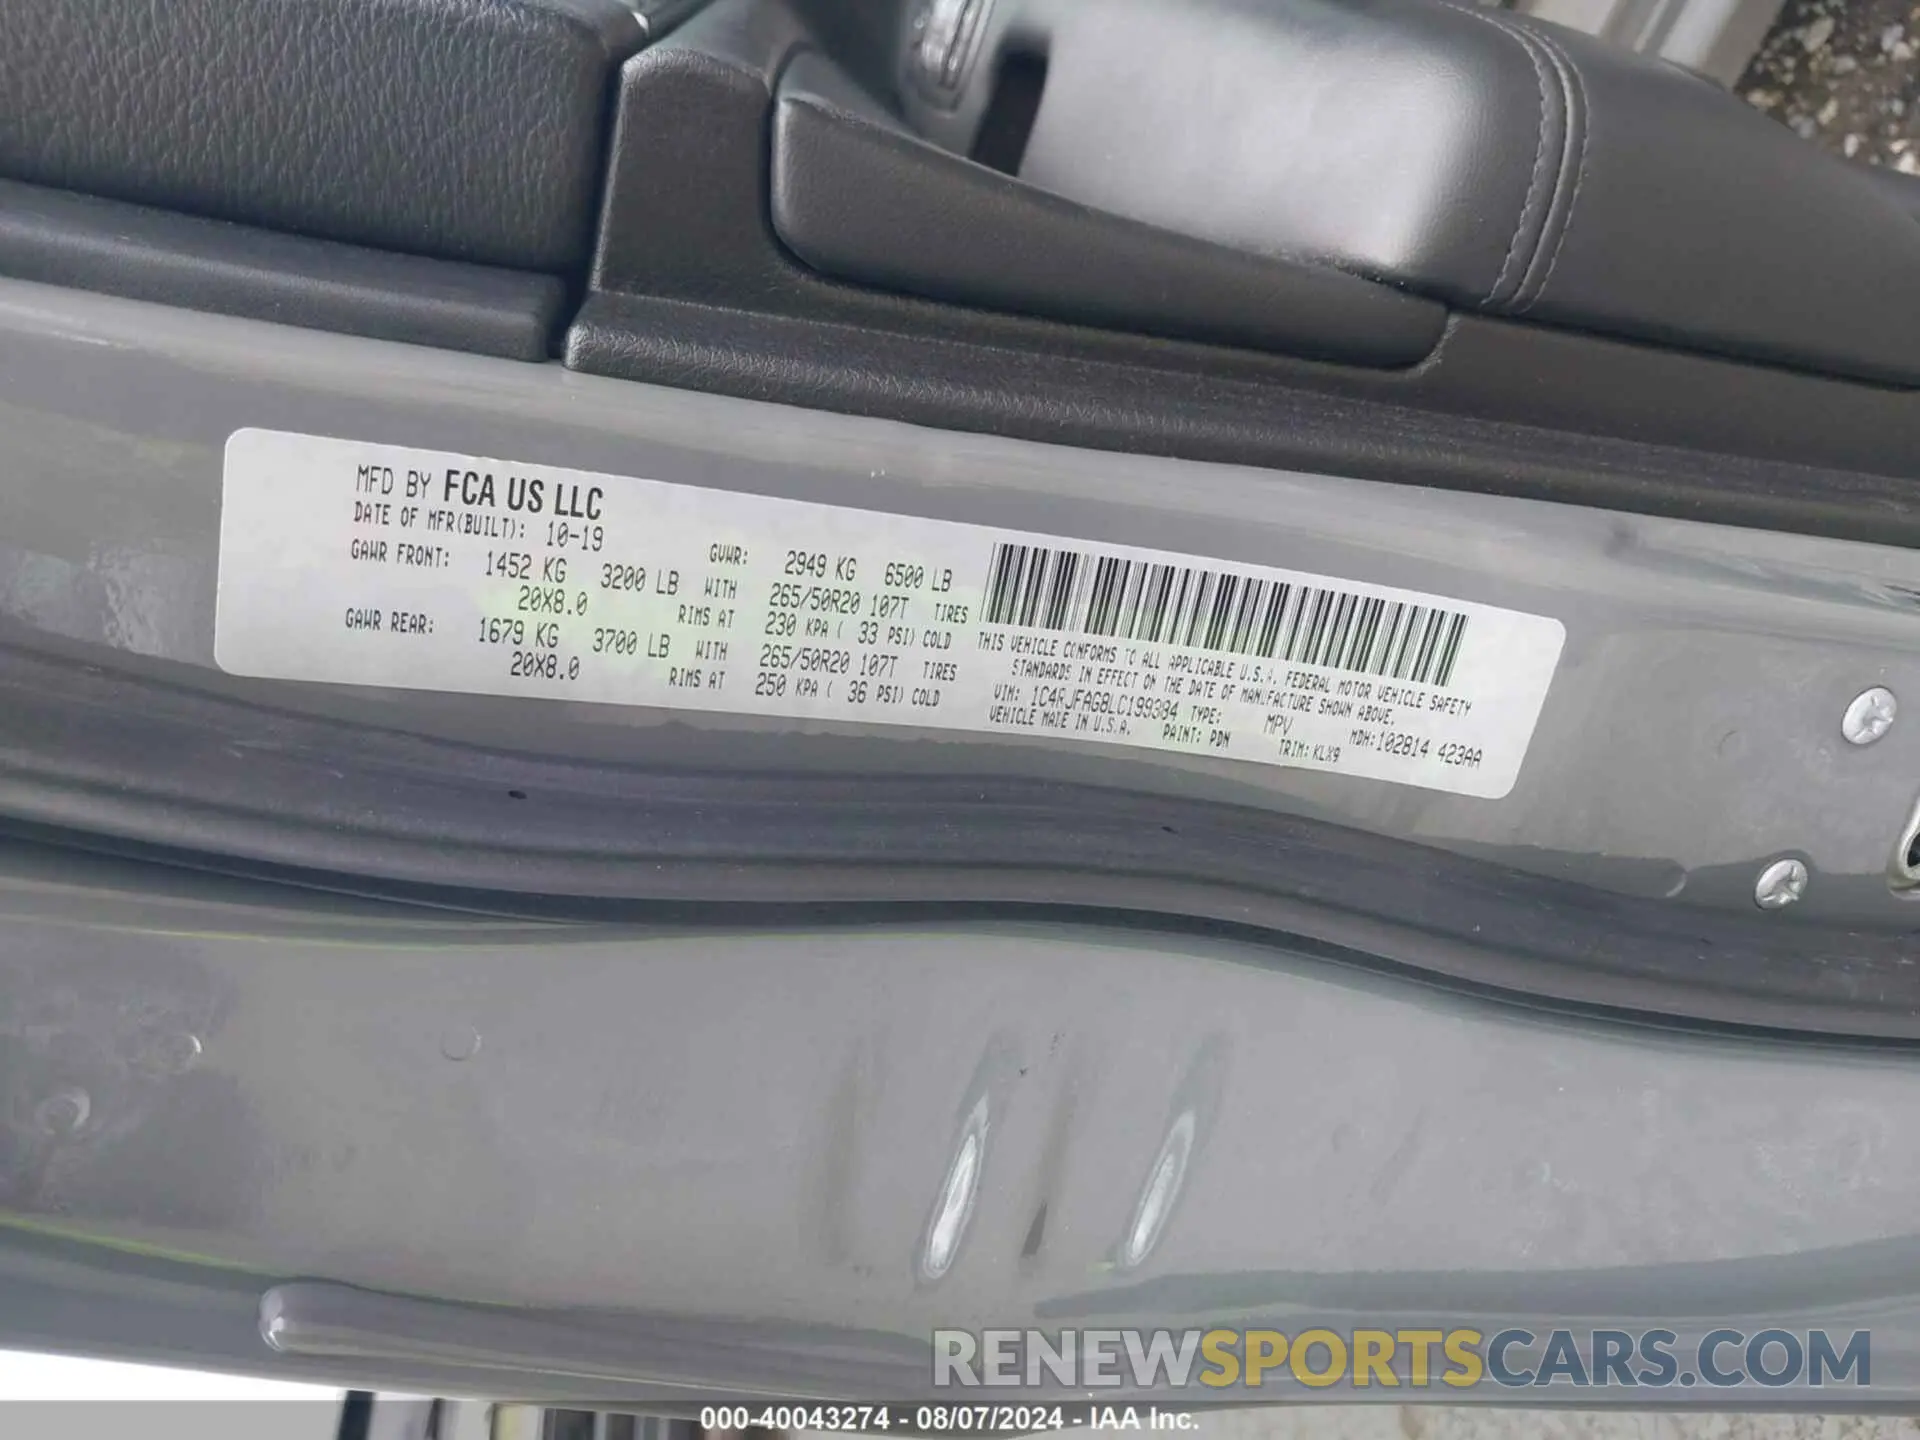 MFD BY FCA US LLC
DATE OF MFR(BUILT): 10-19
GVWR: 2949 KG 6500 LB
GAWR FRONT: 1452 KG 3200 LB WITH 265/50R20 107T TIRES
20X8.0 RIMS AT 230 KPA ( 33 PSI) COLD
GAWR REAR: 1679 KG 3700 LB WITH 265/50R20 107T TIRES
20X8.0 RIMS AT 250 KPA ( 36 PSI) COLD
THIS VEHICLE CONFORMS TO ALL APPLICABLE U.S.A. FEDERAL MOTOR VEHICLE SAFETY
STANDARDS IN EFFECT ON THE DATE OF MANUFACTURE SHOWN ABOVE.
VIN: 1C4RJFAG8LC199384 TYPE: MPV MDH:102814 423AA
VEHICLE MADE IN U.S.A. PAINT: PDN TRIM: KLX9
RENEWSPORTSCARS.COM
000-40043274 - 08/07/2024 - IAA Inc.